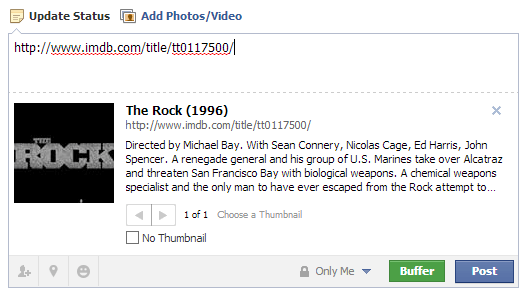 Update Status Add Photos/Video
http://www.imdb.com/title/tt0117500/
THE ROCK
The Rock (1996)
http://www.imdb.com/title/tt0117500/
Directed by Michael Bay. With Sean Connery, Nicolas Cage, Ed Harris, John
Spencer. A renegade general and his group of U.S. Marines take over Alcatraz
and threaten San Francisco Bay with biological weapons. A chemical weapons
specialist and the only man to have ever escaped from the Rock attempt to...
1 of 1 Choose a Thumbnail
No Thumbnail
Only Me Buffer Post